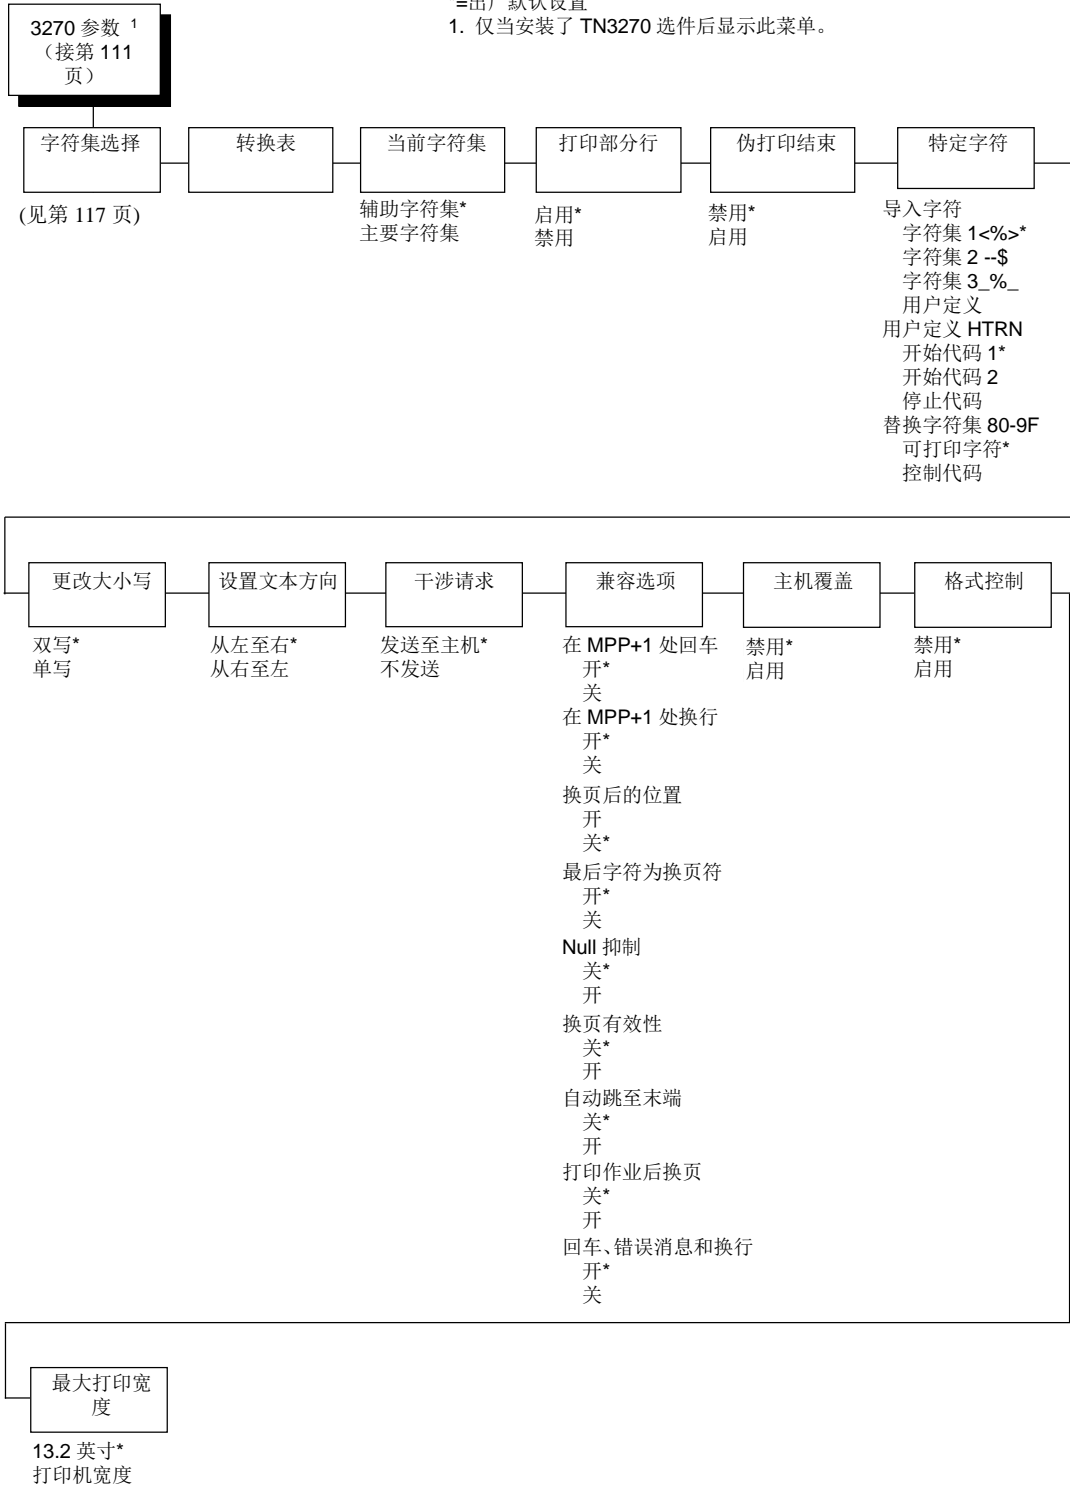 =出厂默认设置
1. 仅当安装了 TN3270 选件后显示此菜单。
3270 参数 1
（接第 111
页）
字符集选择
(见第 117 页)
转换表
当前字符集
辅助字符集*
主要字符集
打印部分行
启用*
禁用
伪打印结束
禁用*
启用
特定字符
导入字符
字符集 1<%>*
字符集 2 --$
字符集 3_%_
用户定义
用户定义 HTRN
开始代码 1*
开始代码 2
停止代码
替换字符集 80-9F
可打印字符*
控制代码
更改大小写
双写*
单写
设置文本方向
从左至右*
从右至左
干涉请求
发送至主机*
不发送
兼容选项
在 MPP+1 处回车
开*
关
在 MPP+1 处换行
开*
关
换页后的位置
开
关*
最后字符为换页符
开*
关
Null 抑制
关*
开
换页有效性
关*
开
自动跳至末端
关*
开
打印作业后换页
关*
开
回车、错误消息和换行
开*
关
主机覆盖
禁用*
启用
格式控制
禁用*
启用
最大打印宽
度
13.2 英寸*
打印机宽度